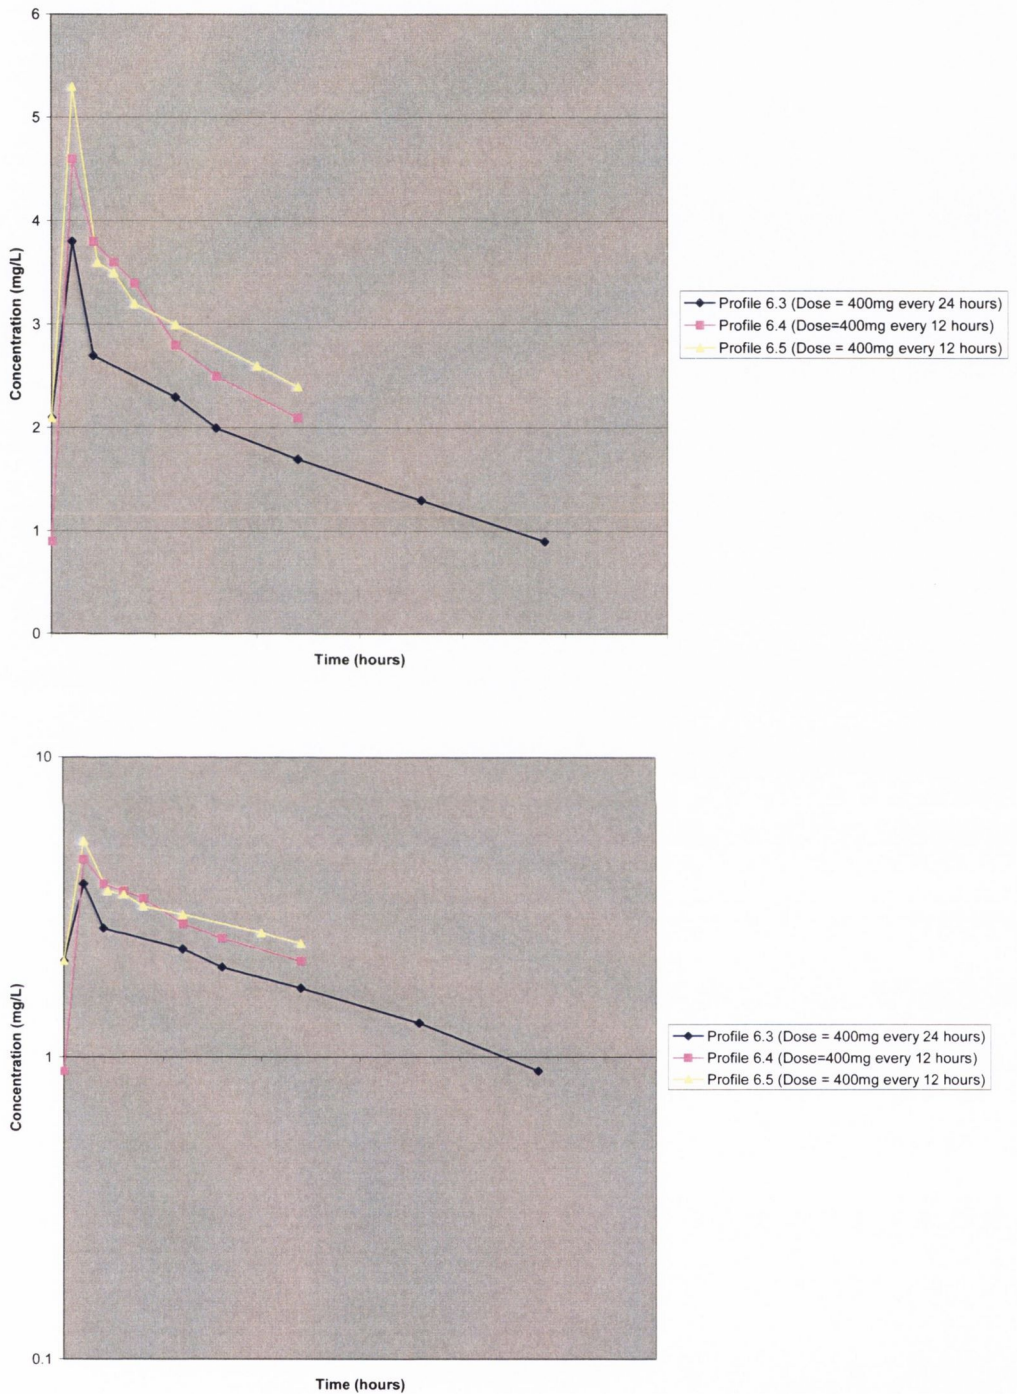 6
5
4
3
2
1
0
Concentration (mg/L)
Time (hours)
Profile 6.3 (Dose = 400mg every 24 hours)
Profile 6.4 (Dose=400mg every 12 hours)
Profile 6.5 (Dose = 400mg every 12 hours)
10
1
0.1
Concentration (mg/L)
Time (hours)
Profile 6.3 (Dose = 400mg every 24 hours)
Profile 6.4 (Dose=400mg every 12 hours)
Profile 6.5 (Dose = 400mg every 12 hours)